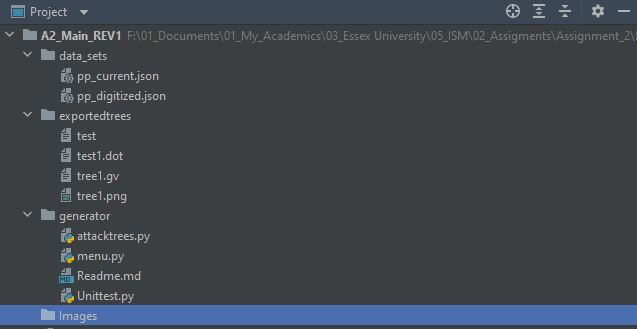 Project
A2_Main_REV1 F:\01_Documents\01_My_Academics\03_Essex University\05_ISM\02_Assigments\Assignment_2\
data_sets
pp_current.json
pp_digitized.json
exportedtrees
test
test1.dot
tree1.gv
tree1.png
generator
attacktrees.py
menu.py
Readme.md
Unittest.py
Images